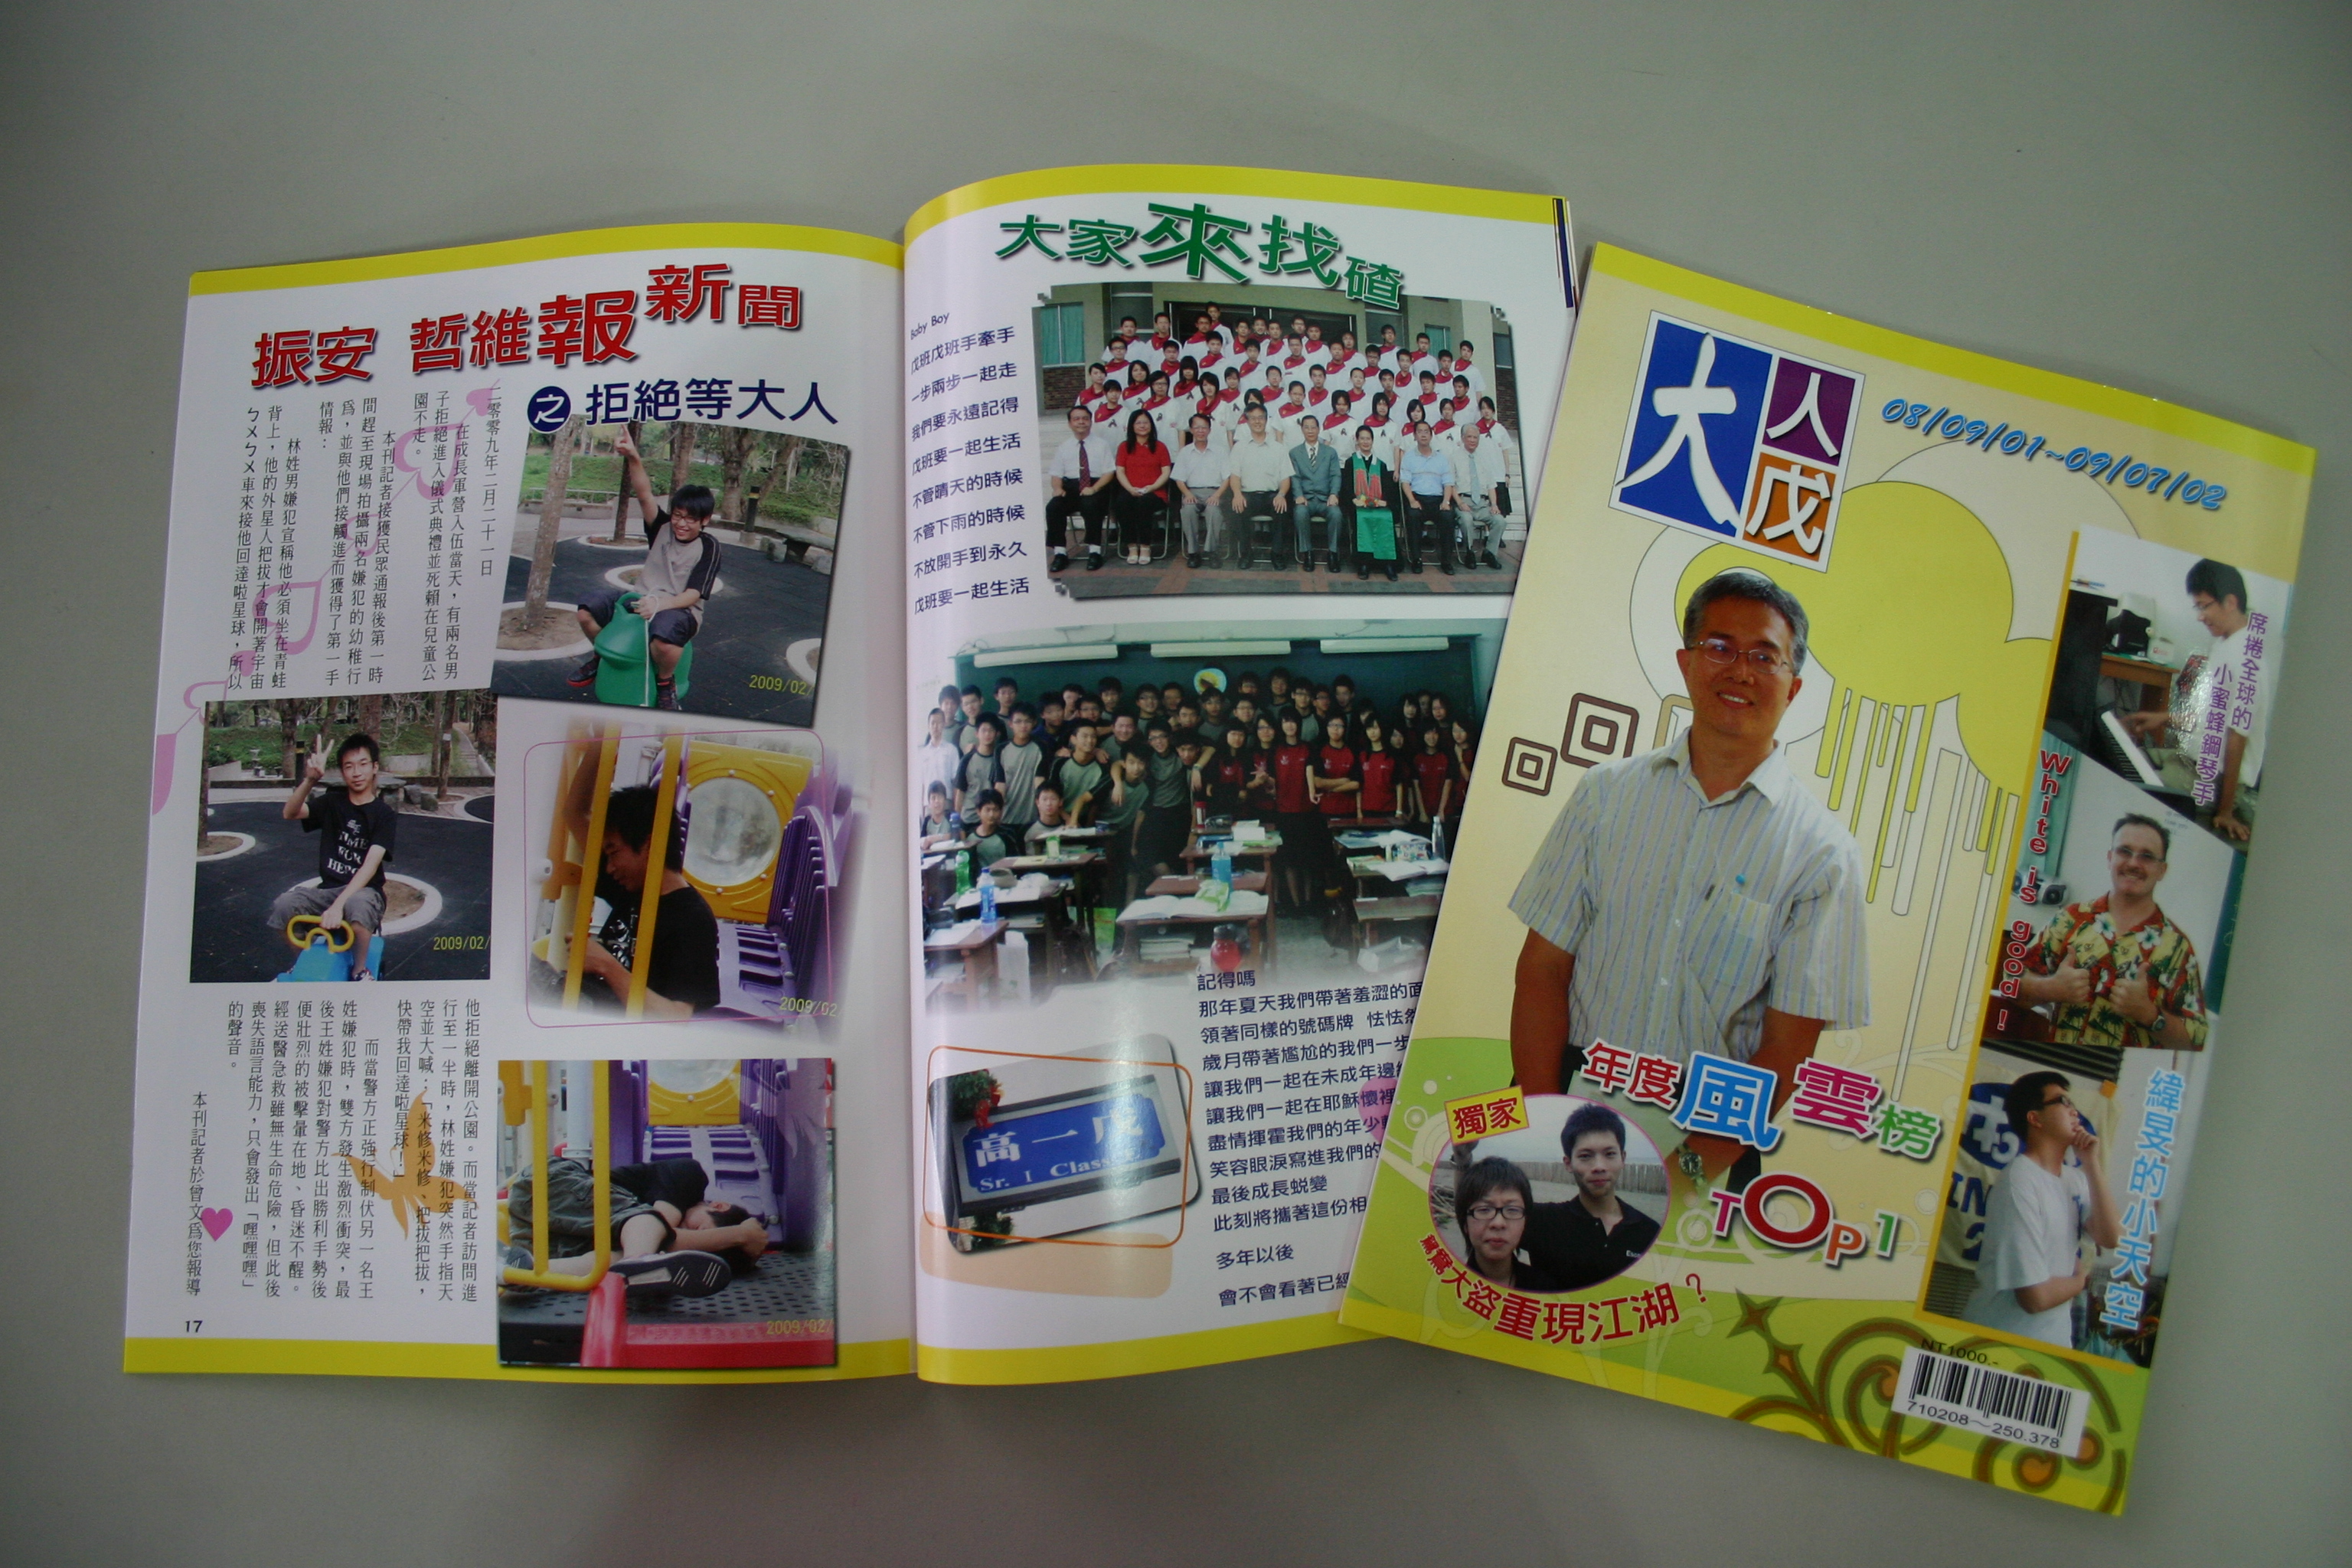 振安 哲維報新聞
之 拒絕等大人
二零零九年二月二十一日
在成長軍營入伍當天，有兩名男
子拒絕進入儀式典禮並死賴在兒童公
園不走。
本刊記者接獲民眾通報後第一時
間趕至現場拍攝兩名嫌犯的幼稚行
為，並與他們接觸進而獲得了第一手
情報：
林姓男嫌犯宣稱他必須坐在青蛙
背上，他的外星人把拔才會開著宇宙
ㄅㄨㄅㄨ車來接他回達啦星球，所以
2009/02/
2009/02/
2009/02
2009/02/
TIME
FOR
HERO
他拒絕離開公園。而當記者訪問進
行至一半時，林姓嫌犯突然手指天
空並大喊：「米修米修、把拔把拔，
快帶我回達啦星球！」
而當警方正強行制伏另一名王
姓嫌犯時，雙方發生激烈衝突，最
後王姓嫌犯對警方比出勝利手勢後
便壯烈的被擊暈在地、昏迷不醒。
經送醫急救雖無生命危險，但此後
喪失語言能力，只會發出「嘿嘿嘿」
的聲音。
本刊記者於曾文為您報導
17
大家來找碴
Baby Boy
戊班戊班手牽手
一步兩步一起走
我們要永遠記得
戊班要一起生活
不管晴天的時候
不管下雨的時候
不放開手到永久
戊班要一起生活
高一戊
Sr. 1 Class
記得嗎
那年夏天我們帶著羞澀的面
領著同樣的號碼牌 怯怯然
歲月帶著尷尬的我們一步
讓我們一起在未成年邊緣
讓我們一起在耶穌懷裡
盡情揮霍我們的年少
笑容眼淚寫進我們的
最後成長蛻變
此刻將攜著這份相
多年以後
會不會看著已經
大人戊
08/09/01~09/07/02
席捲全球的
小蜜蜂鋼琴手
White is good!
緯旻的小天空
年度風雲榜
TOP1
獨家
鴛鴦大盜重現江湖？
NT1000.-
710208~250.378